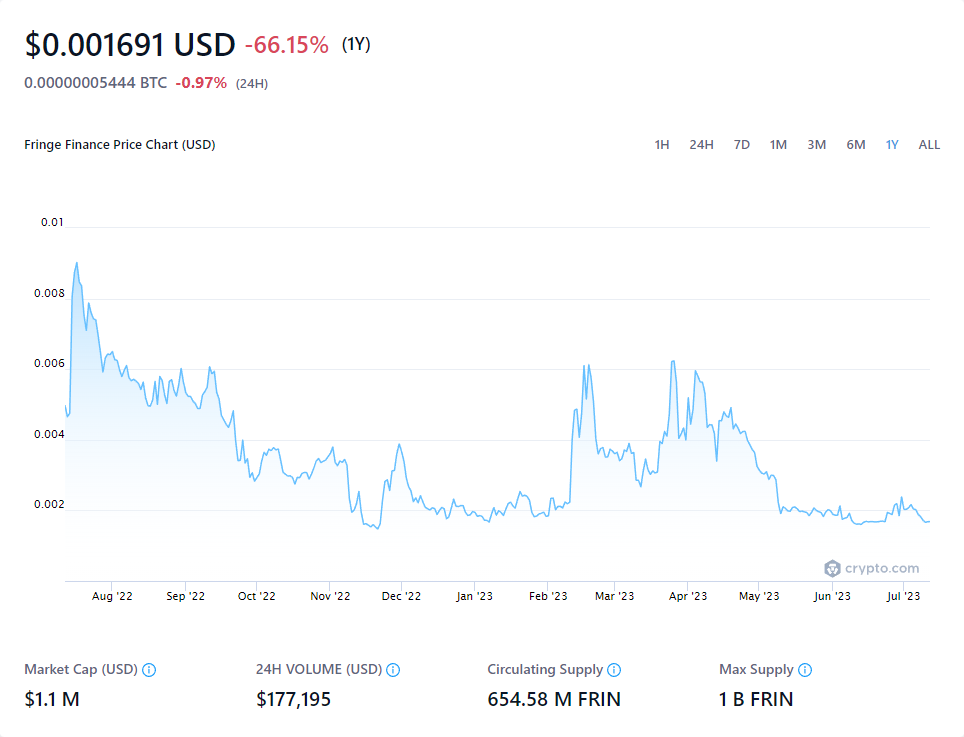 $0.001691 USD -66.15% (1Y)
0.00000005444 BTC -0.97% (24H)
Fringe Finance Price Chart (USD) 1H 24H 7D 1M 3M 6M 1Y ALL
0.01
0.008
0.006
0.004
0.002
crypto.com
Aug '22 Sep '22 Oct '22 Nov '22 Dec '22 Jan '23 Feb '23 Mar '23 Apr '23 May '23 Jun '23 Jul '23
Market Cap (USD) 24H VOLUME (USD) Circulating Supply Max Supply
$1.1 M $177,195 654.58 M FRIN 1 B FRIN